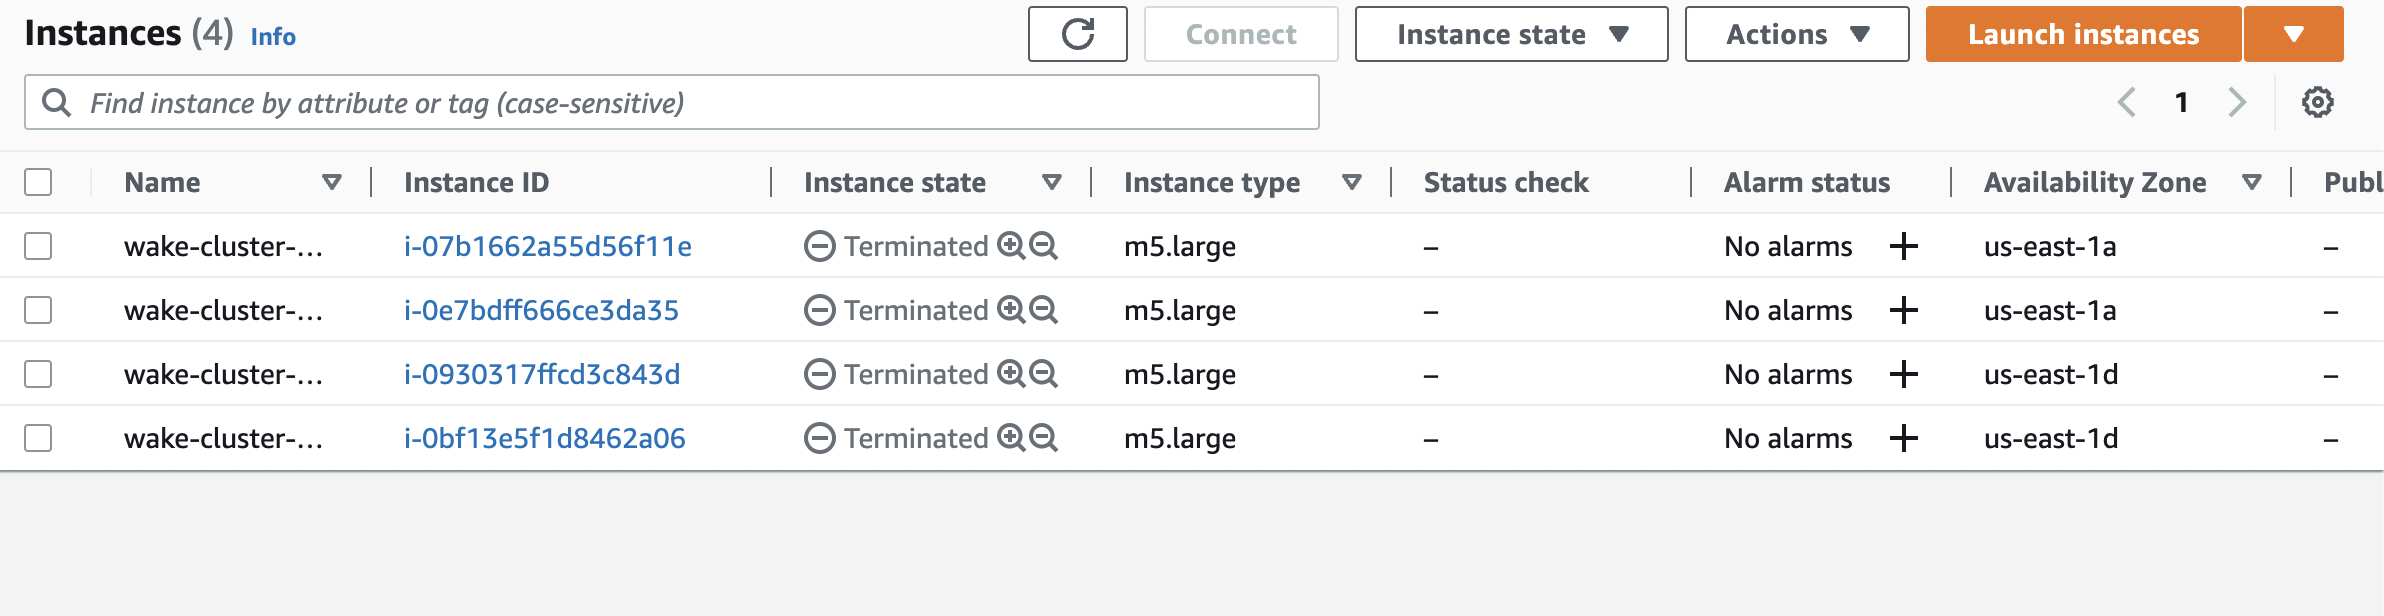 Instances (4) Info Connect Instance state Actions Launch instances
Find instance by attribute or tag (case-sensitive) 1
Name Instance ID Instance state Instance type Status check Alarm status Availability Zone Publ
wake-cluster-... i-07b1662a55d56f11e Terminated m5.large – No alarms + us-east-1a –
wake-cluster-... i-0e7bdff666ce3da35 Terminated m5.large – No alarms + us-east-1a –
wake-cluster-... i-0930317ffcd3c843d Terminated m5.large – No alarms + us-east-1d –
wake-cluster-... i-0bf13e5f1d8462a06 Terminated m5.large – No alarms + us-east-1d –